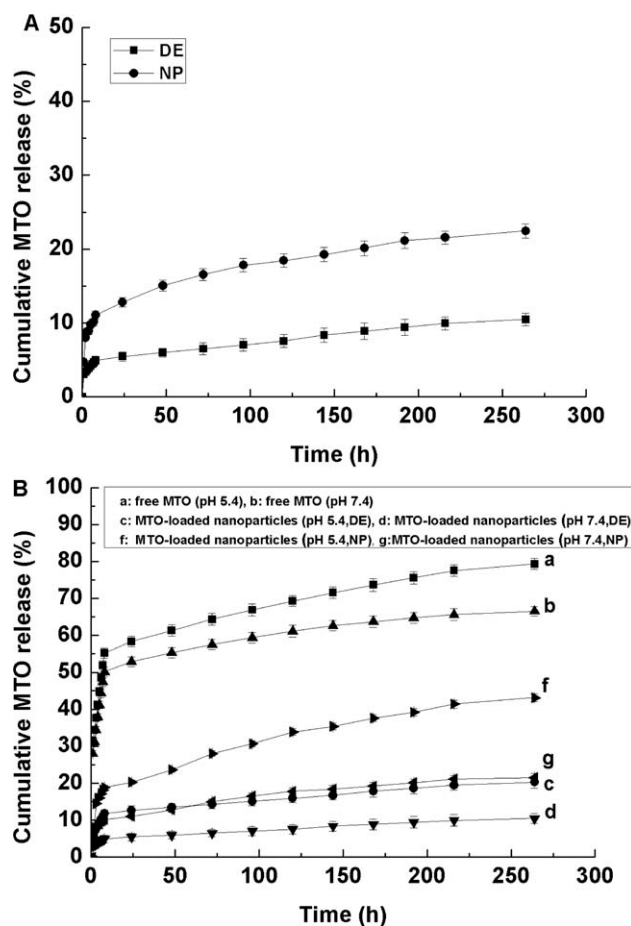 A
50
40
30
20
10
0
DE
NP
Cumulative MTO release (%)
0 50 100 150 200 250 300
Time (h)
B
100
90
80
70
60
50
40
30
20
10
0
a: free MTO (pH 5.4), b: free MTO (pH 7.4)
c: MTO-loaded nanoparticles (pH 5.4,DE), d: MTO-loaded nanoparticles (pH 7.4,DE)
f: MTO-loaded nanoparticles (pH 5.4,NP), g:MTO-loaded nanoparticles (pH 7.4,NP)
a
b
f
g
c
d
Cumulative MTO release (%)
0 50 100 150 200 250 300
Time (h)